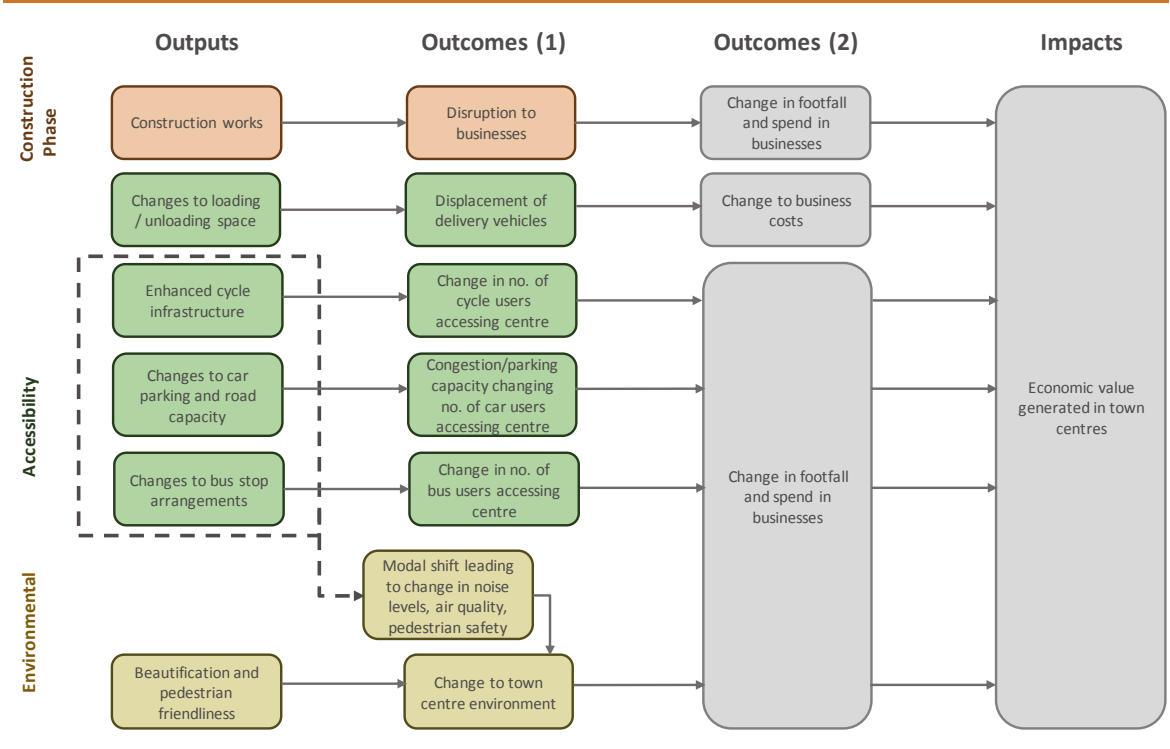 Outputs
Outcomes (1)
Outcomes (2)
Impacts
Construction
Phase
Construction works
Disruption to
businesses
Change in footfall
and spend in
businesses
Changes to loading
/ unloading space
Displacement of
delivery vehicles
Change to business
costs
Accessibility
Enhanced cycle
infrastructure
Change in no. of
cycle users
accessing centre
Changes to car
parking and road
capacity
Congestion/parking
capacity changing
no. of car users
accessing centre
Changes to bus stop
arrangements
Change in no. of
bus users accessing
centre
Change in footfall
and spend in
businesses
Economic value
generated in town
centres
Environmental
Modal shift leading
to change in noise
levels, air quality,
pedestrian safety
Beautification and
pedestrian
friendliness
Change to town
centre environment